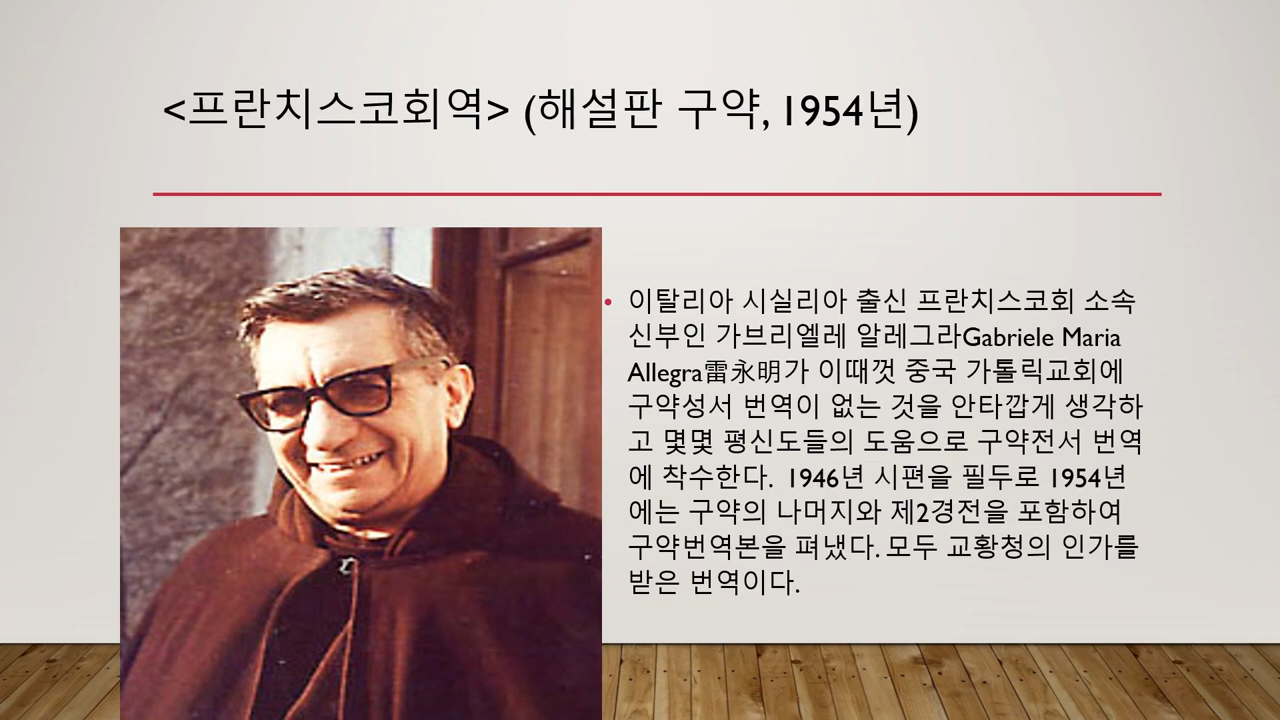 <프란치스코회역> (해설판 구약, 1954년)
• 이탈리아 시실리아 출신 프란치스코회 소속
신부인 가브리엘레 알레그라Gabriele Maria
Allegra雷永明가 이때껏 중국 가톨릭교회에
구약성서 번역이 없는 것을 안타깝게 생각하
고 몇몇 평신도들의 도움으로 구약전서 번역
에 착수한다. 1946년 시편을 필두로 1954년
에는 구약의 나머지와 제2경전을 포함하여
구약번역본을 펴냈다. 모두 교황청의 인가를
받은 번역이다.